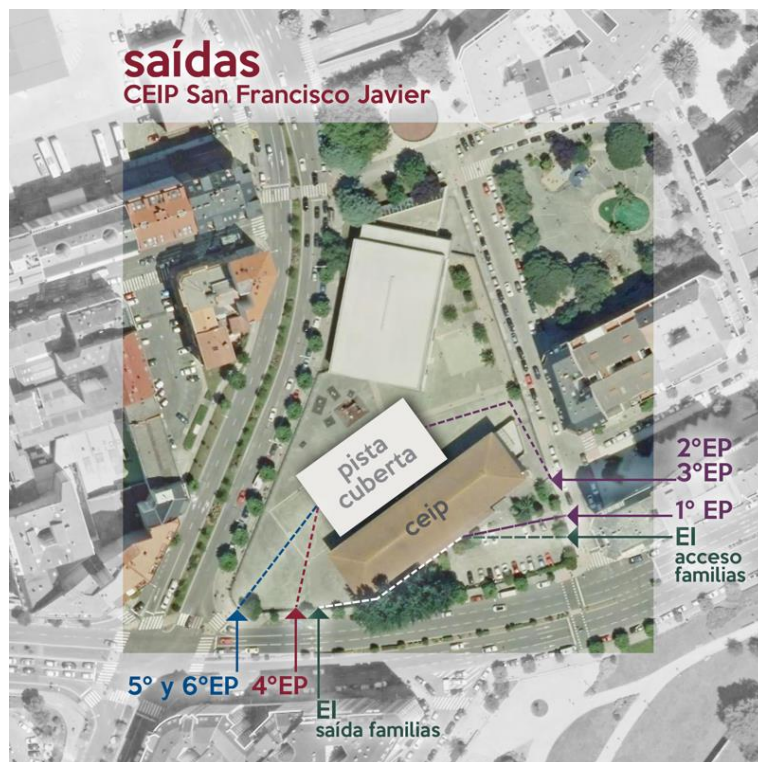 saídas
CEIP San Francisco Javier
pista
cuberta
ceip
2°EP
3°EP
1° EP
EI
acceso
familias
5° y 6°EP
4°EP
EI
saída familias